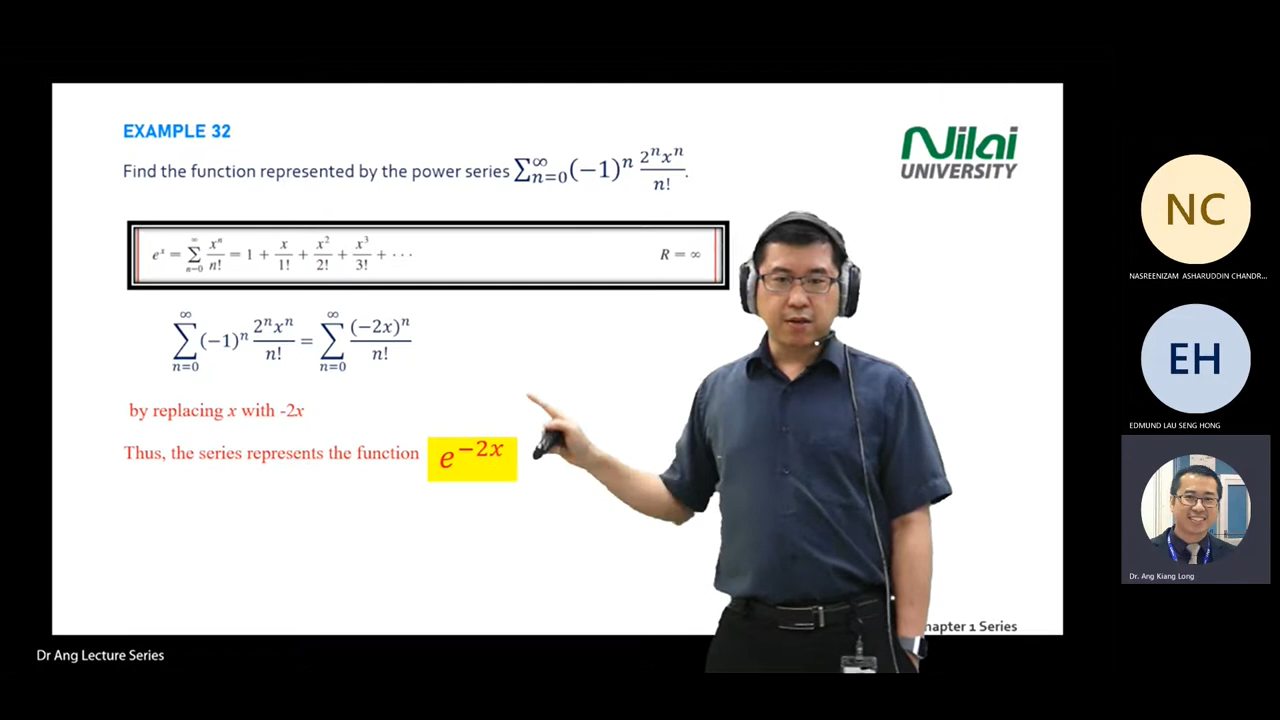 EXAMPLE 32
Find the function represented by the power series ∑_{n=0}^{∞}(−1)^n 2^n x^n / n!.
Nilai
UNIVERSITY
e^x = ∑_{n=0}^{∞} x^n / n! = 1 + x/1! + x^2/2! + x^3/3! + · · · R = ∞
∑_{n=0}^{∞} (−1)^n 2^n x^n / n! = ∑_{n=0}^{∞} (−2x)^n / n!
by replacing x with -2x
Thus, the series represents the function e^{−2x}
hapter 1 Series
Dr Ang Lecture Series
NC
NASREENIZAM ASHARUDDIN CHANDR...
EH
EDMUND LAU SENG HONG
Dr. Ang Kiang Long